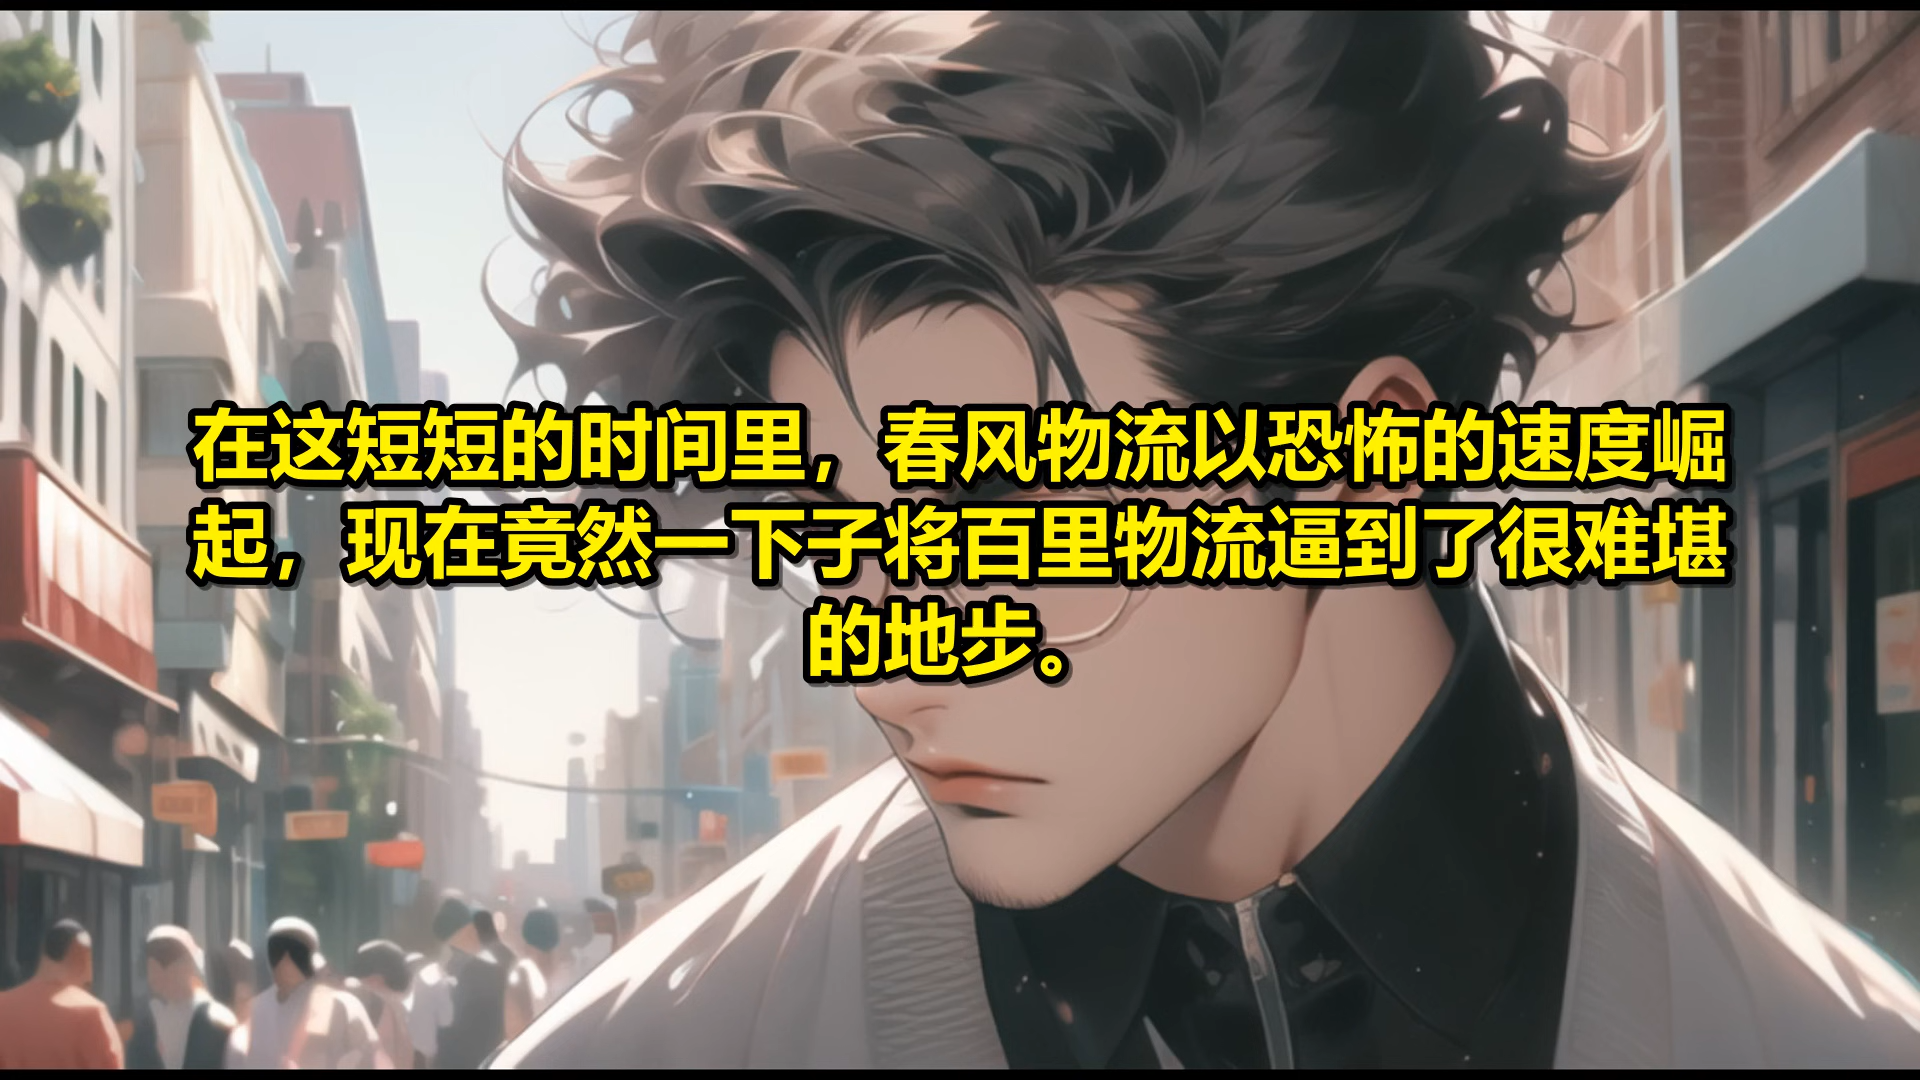 在这短短的时间里，春风物流以恐怖的速度崛
起，现在竟然一下子将百里物流逼到了很难堪
的地步。